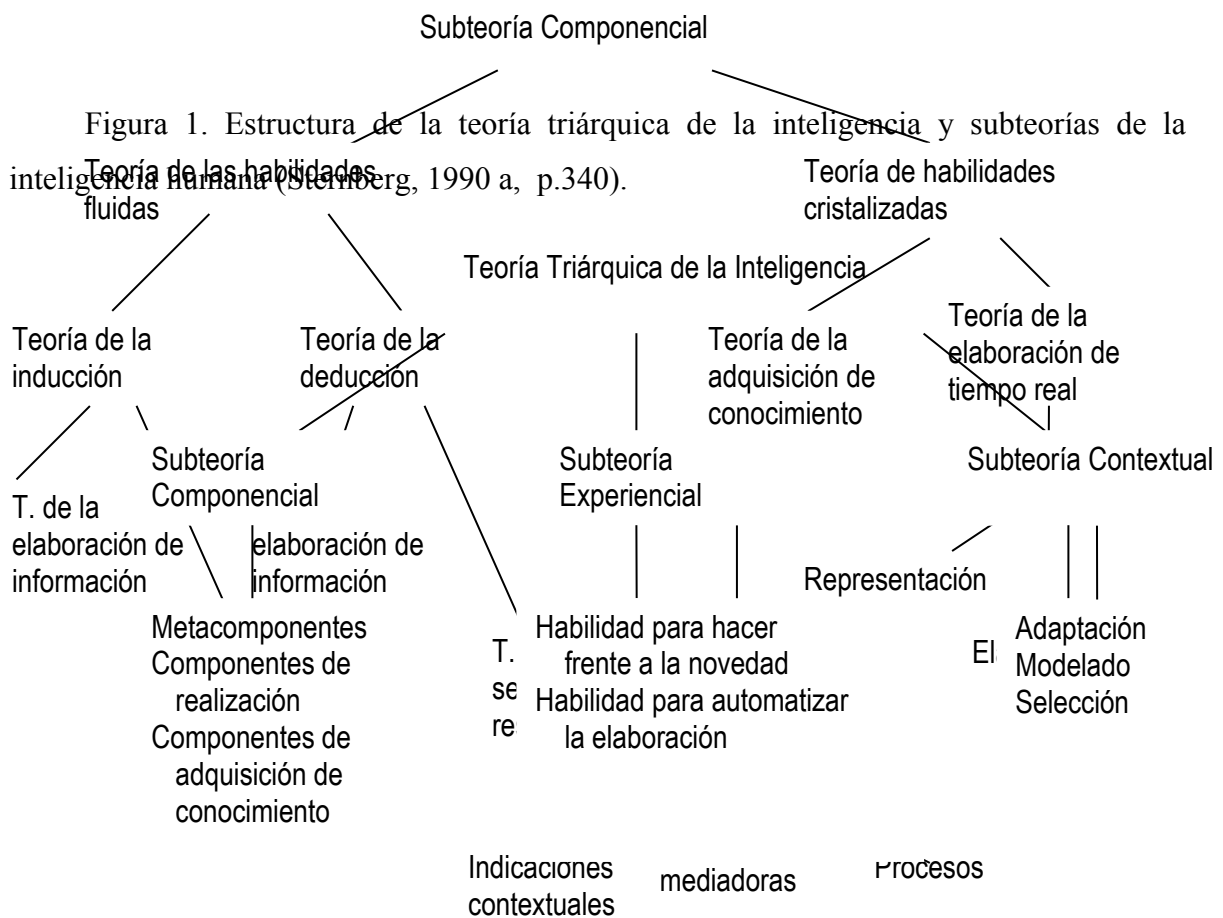 Subteoría Componencial
Figura 1. Estructura de la teoría triárquica de la inteligencia y subteorías de la
inteligencia humana (Sternberg, 1990 a, p.340).
Teoría de las habilidades
fluidas
Teoría de habilidades
cristalizadas
Teoría Triárquica de la Inteligencia
Teoría de la
inducción
Teoría de la
deducción
Teoría de la
adquisición de
conocimiento
Teoría de la
elaboración de
tiempo real
Subteoría
Componencial
Subteoría
Experiencial
Subteoría Contextual
T. de la
elaboración de
información
elaboración de
información
Representación
Metacomponentes
Componentes de
realización
Componentes de
adquisición de
conocimiento
T.
Habilidad para hacer
frente a la novedad
Habilidad para automatizar
la elaboración
Adaptación
Modelado
Selección
Indicaciones
contextuales
mediadoras
Procesos